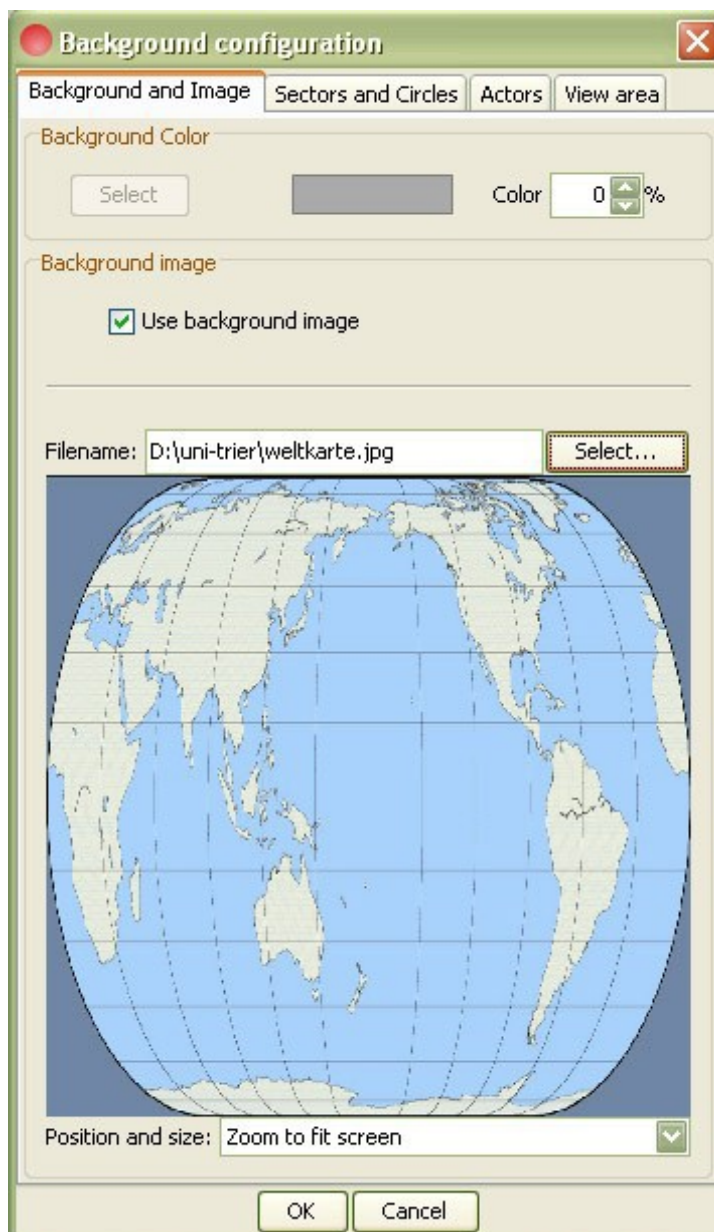 Background configuration
Background and Image Sectors and Circles Actors View area
Background Color
Select Color 0 %
Background image
Use background image
Filename: D:\uni-trier\weltkarte.jpg Select...
Position and size: Zoom to fit screen
OK Cancel